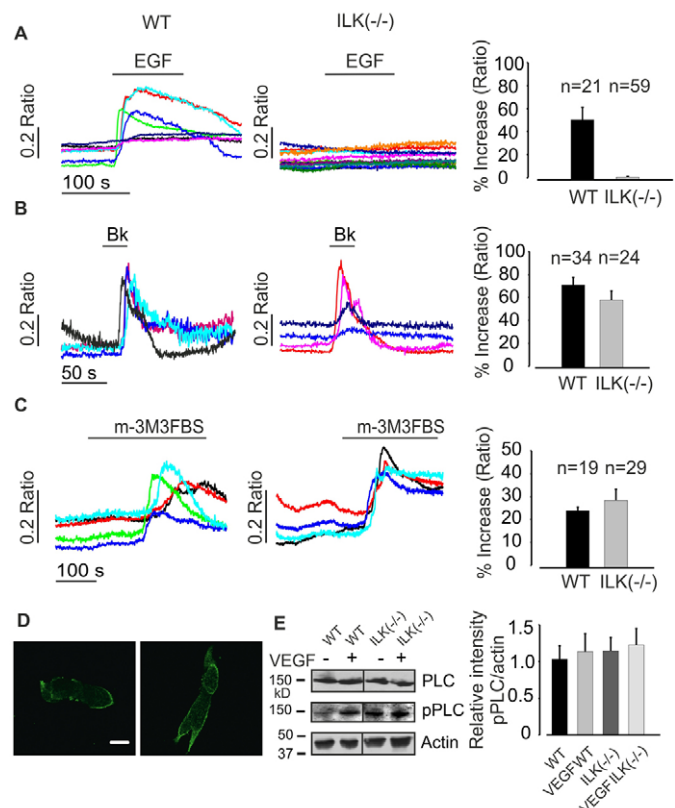 WT ILK(-/-)
A
EGF EGF
0.2 Ratio
100 s
0.2 Ratio
% Increase (Ratio)
100
80
60
40
20
0
n=21 n=59
WT ILK(-/-)
B
Bk Bk
0.2 Ratio
50 s
0.2 Ratio
% Increase (Ratio)
100
80
60
40
20
0
n=34 n=24
WT ILK(-/-)
C
m-3M3FBS m-3M3FBS
0.2 Ratio
100 s
0.2 Ratio
% Increase (Ratio)
50
40
30
20
10
0
n=19 n=29
WT ILK(-/-)
D
E
WT WT ILK(-/-) ILK(-/-)
VEGF - + - +
150
kD
PLC
150
pPLC
50
37
Actin
Relative intensity
pPLC/actin
1.5
1.0
0.5
0
WT
VEGFWT
ILK(-/-)
VEGFILK(-/-)